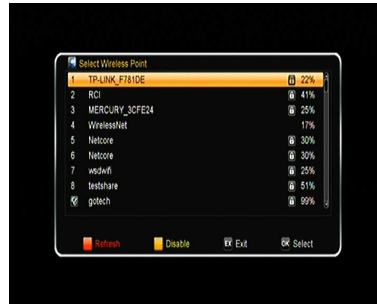 Select Wireless Point
1 TP-LINK_F781DE 22%
2 RCI 41%
3 MERCURY_3CFE24 25%
4 WirelessNet 17%
5 Netcore 30%
6 Netcore 30%
7 wsdwifi 25%
8 testshare 51%
gotech 99%
Refresh Disable EX Exit OK Select